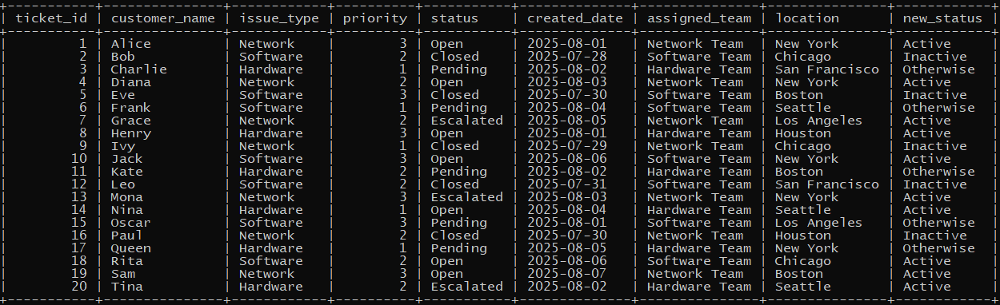 +-----------+---------------+------------+----------+-----------+--------------+---------------+---------------+------------+
| ticket_id | customer_name | issue_type | priority | status    | created_date | assigned_team | location      | new_status |
+-----------+---------------+------------+----------+-----------+--------------+---------------+---------------+------------+
|         1 | Alice         | Network    |        3 | Open      | 2025-08-01   | Network Team  | New York      | Active     |
|         2 | Bob           | Software   |        2 | Closed    | 2025-07-28   | Software Team | Chicago       | Inactive   |
|         3 | Charlie       | Hardware   |        1 | Pending   | 2025-08-02   | Hardware Team | San Francisco | Otherwise  |
|         4 | Diana         | Network    |        2 | Open      | 2025-08-03   | Network Team  | New York      | Active     |
|         5 | Eve           | Software   |        3 | Closed    | 2025-07-30   | Software Team | Boston        | Inactive   |
|         6 | Frank         | Software   |        1 | Pending   | 2025-08-04   | Software Team | Seattle       | Otherwise  |
|         7 | Grace         | Network    |        2 | Escalated | 2025-08-05   | Network Team  | Los Angeles   | Active     |
|         8 | Henry         | Hardware   |        3 | Open      | 2025-08-01   | Hardware Team | Houston       | Active     |
|         9 | Ivy           | Network    |        1 | Closed    | 2025-07-29   | Network Team  | Chicago       | Inactive   |
|        10 | Jack          | Software   |        3 | Open      | 2025-08-06   | Software Team | New York      | Active     |
|        11 | Kate          | Hardware   |        2 | Pending   | 2025-08-02   | Hardware Team | Boston        | Otherwise  |
|        12 | Leo           | Software   |        2 | Closed    | 2025-07-31   | Software Team | San Francisco | Inactive   |
|        13 | Mona          | Network    |        3 | Escalated | 2025-08-03   | Network Team  | New York      | Active     |
|        14 | Nina          | Hardware   |        1 | Open      | 2025-08-04   | Hardware Team | Seattle       | Active     |
|        15 | Oscar         | Software   |        3 | Pending   | 2025-08-01   | Software Team | Los Angeles   | Otherwise  |
|        16 | Paul          | Network    |        2 | Closed    | 2025-07-30   | Network Team  | Houston       | Inactive   |
|        17 | Queen         | Hardware   |        1 | Pending   | 2025-08-05   | Hardware Team | New York      | Otherwise  |
|        18 | Rita          | Software   |        2 | Open      | 2025-08-06   | Software Team | Chicago       | Active     |
|        19 | Sam           | Network    |        3 | Open      | 2025-08-07   | Network Team  | Boston        | Active     |
|        20 | Tina          | Hardware   |        2 | Escalated | 2025-08-02   | Hardware Team | Seattle       | Active     |
+-----------+---------------+------------+----------+-----------+--------------+---------------+---------------+------------+